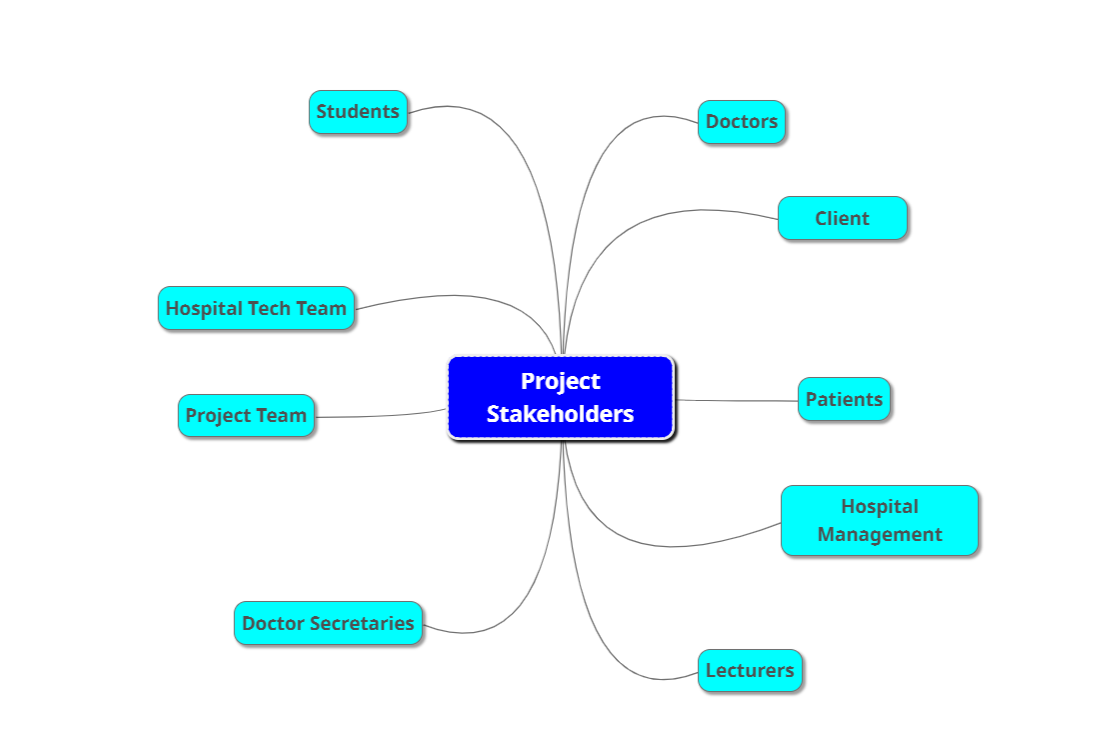 Students
Doctors
Client
Hospital Tech Team
Project
Stakeholders
Patients
Project Team
Hospital
Management
Doctor Secretaries
Lecturers